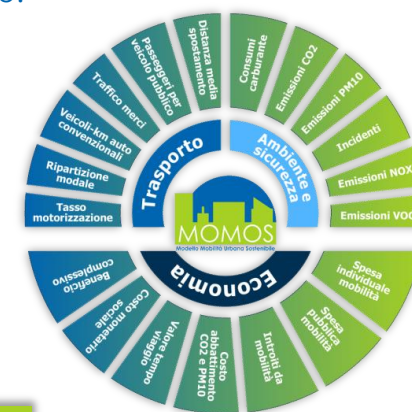 Tasso
motorizzazione
Ripartizione
modale
Veicoli-km auto
convenzionali
Traffico merci
Passeggeri per
veicolo pubblico
Distanza media
spostamento
Consumi
carburante
Emissioni CO2
Emissioni PM10
Incidenti
Emissioni NOX
Emissioni VOC
Trasporto
Ambiente e
sicurezza
MOMOS
Modello Mobilità Urbana Sostenibile
Economia
Beneficio
complessivo
Costo monetario
sociale
Valore tempo
viaggio
Costo
abbattimento
CO2 e PM10
Introiti da
mobilità
Spesa
pubblica
mobilità
Spesa
individuale
mobilità